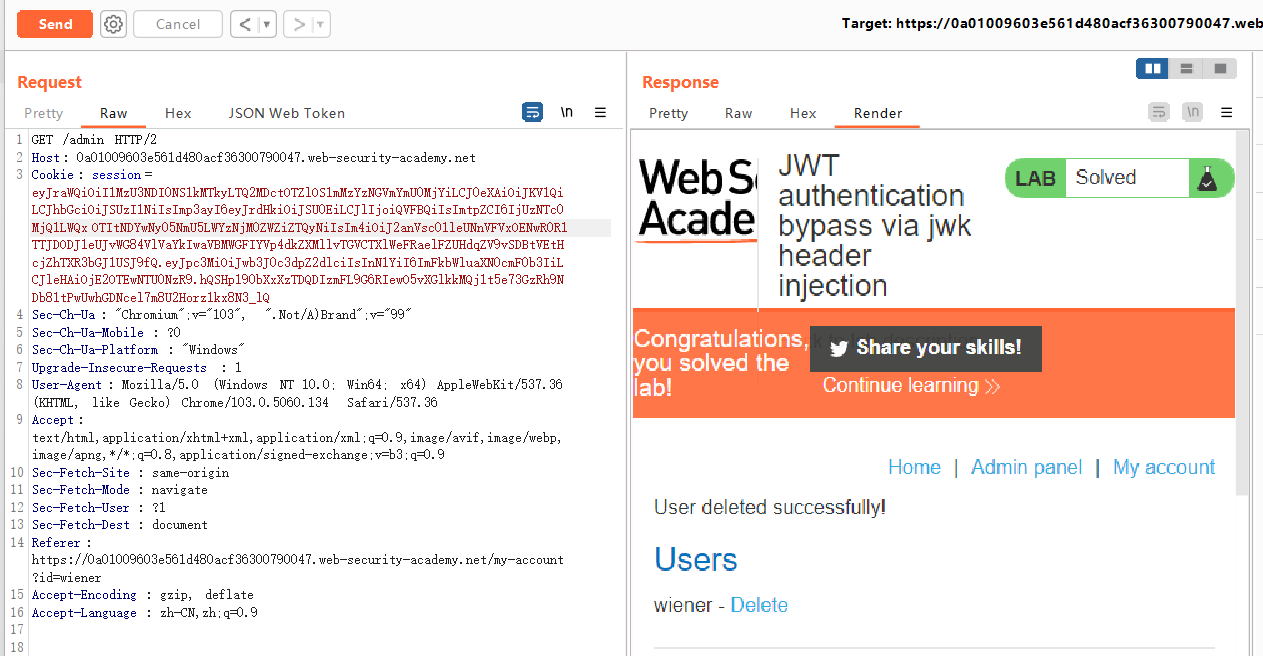 Send
Cancel
<
>
Target: https://0a01009603e561d480acf36300790047.web
Request
Pretty
Raw
Hex
JSON Web Token
\n
1 GET /admin HTTP/2
2 Host: 0a01009603e561d480acf36300790047.web-security-academy.net
3 Cookie: session=
4 Sec-Ch-Ua: "Chromium";v="103", ".Not/A)Brand";v="99"
5 Sec-Ch-Ua-Mobile: ?0
6 Sec-Ch-Ua-Platform: "Windows"
7 Upgrade-Insecure-Requests: 1
8 User-Agent: Mozilla/5.0 (Windows NT 10.0; Win64; x64) AppleWebKit/537.36
(KHTML, like Gecko) Chrome/103.0.5060.134 Safari/537.36
9 Accept:
text/html,application/xhtml+xml,application/xml;q=0.9,image/avif,image/webp,
image/apng,*/*;q=0.8,application/signed-exchange;v=b3;q=0.9
10 Sec-Fetch-Site: same-origin
11 Sec-Fetch-Mode: navigate
12 Sec-Fetch-User: ?1
13 Sec-Fetch-Dest: document
14 Referer:
https://0a01009603e561d480acf36300790047.web-security-academy.net/my-account
?id=wiener
15 Accept-Encoding: gzip, deflate
16 Accept-Language: zh-CN,zh;q=0.9
17
18
Response
Pretty
Raw
Hex
Render
\n
Web Se
Acade
JWT
authentication
bypass via jwk
header
injection
LAB
Solved
Congratulations,
you solved the
lab!
Share your skills!
Continue learning
Home | Admin panel | My account
User deleted successfully!
Users
wiener - Delete